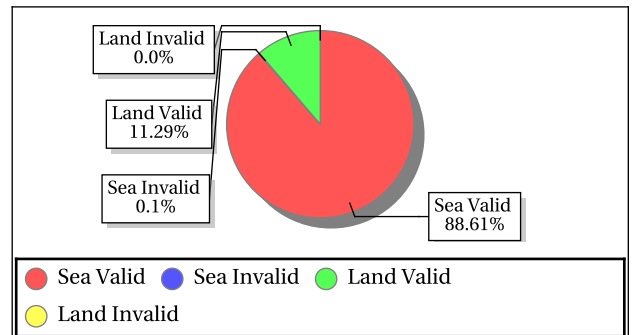 Land Invalid
0.0%
Land Valid
11.29%
Sea Invalid
0.1%
Sea Valid
88.61%
Sea Valid Sea Invalid Land Valid
Land Invalid